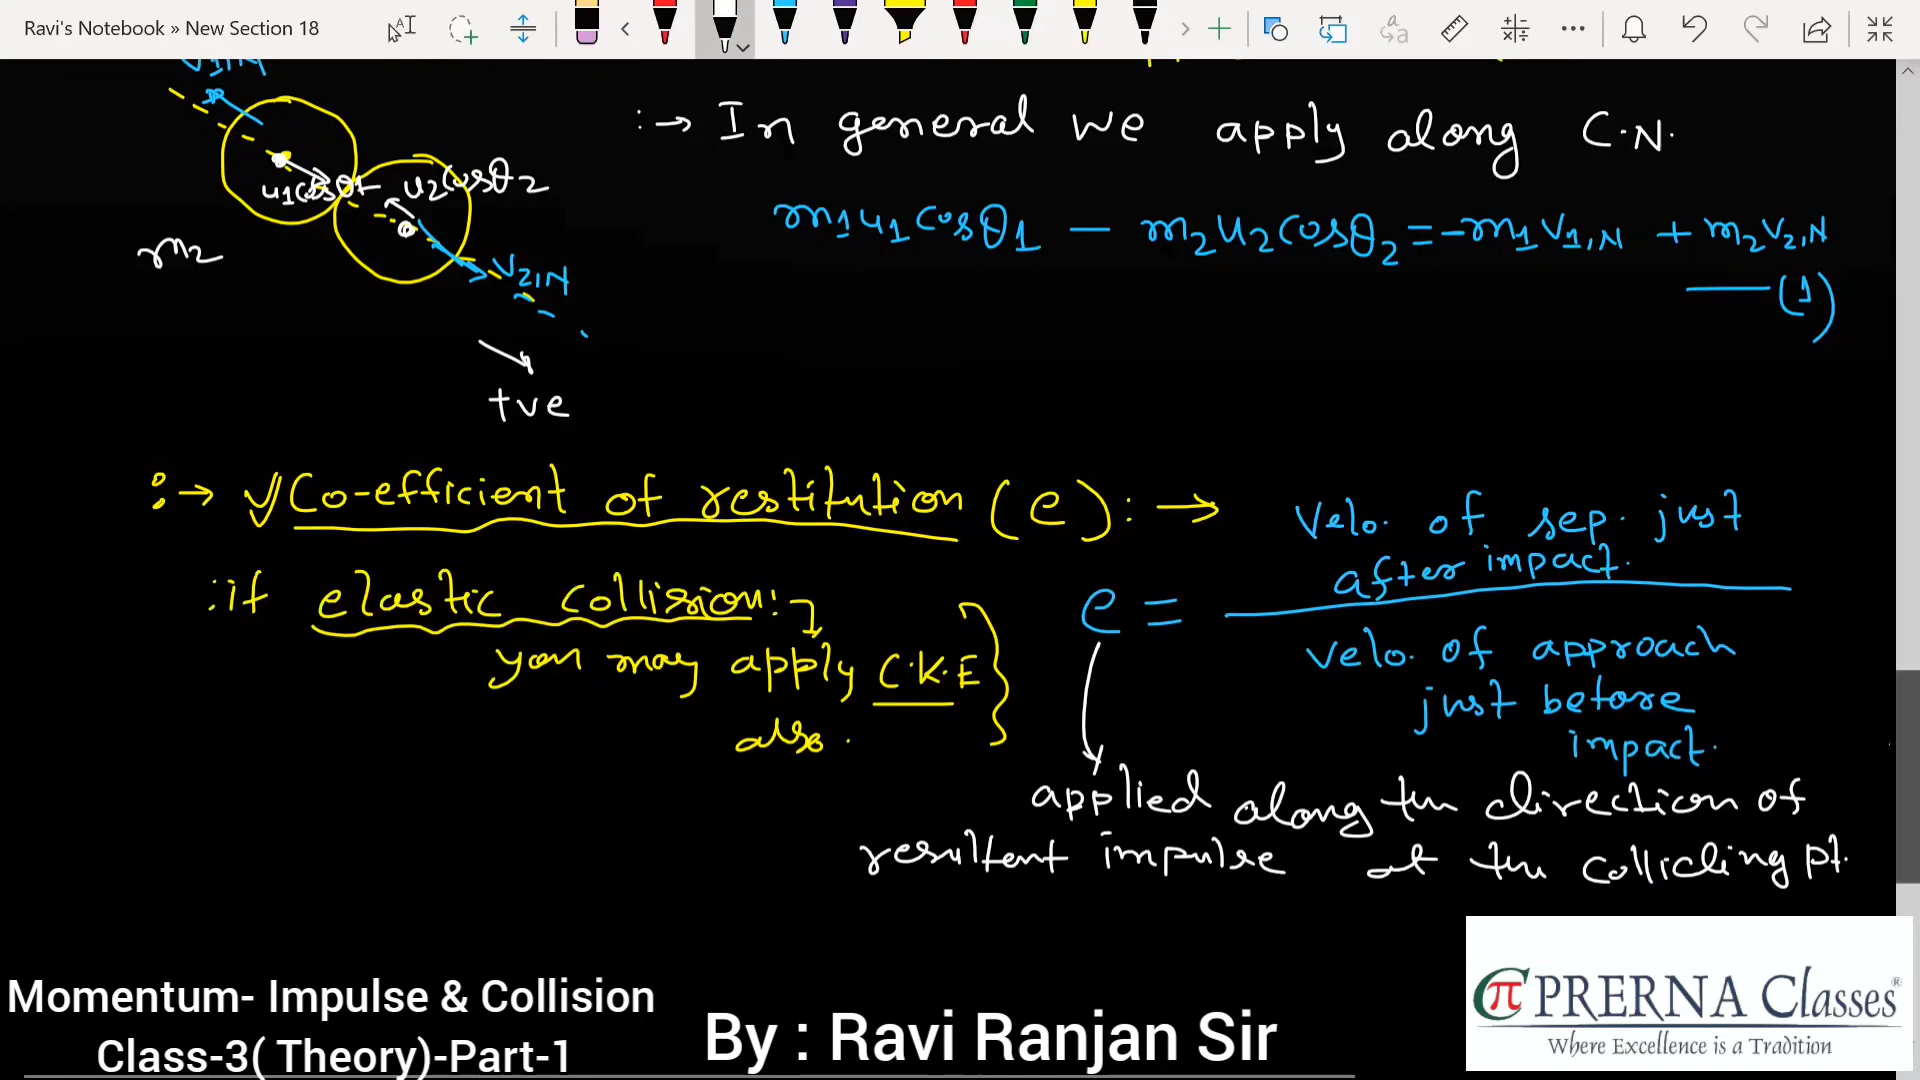 Ravi's Notebook » New Section 18
V1,N
:→ In general we apply along C.N.
u1cosθ1 u2cosθ2
m1u1cosθ1 - m2u2cosθ2 = -m1v1,N + m2v2,N
m2
V2,N
(1)
+ve
:→ Co-efficient of restitution (e) :→
Velo. of sep. just
after impact.
:if elastic collision:
e =
you may apply C.K.E
also.
velo. of approach
just before
impact.
applied along the direction of
resultent impulse at the colliding pt.
Momentum- Impulse & Collision
Class-3( Theory)-Part-1
By : Ravi Ranjan Sir
π PRERNA Classes®
Where Excellence is a Tradition